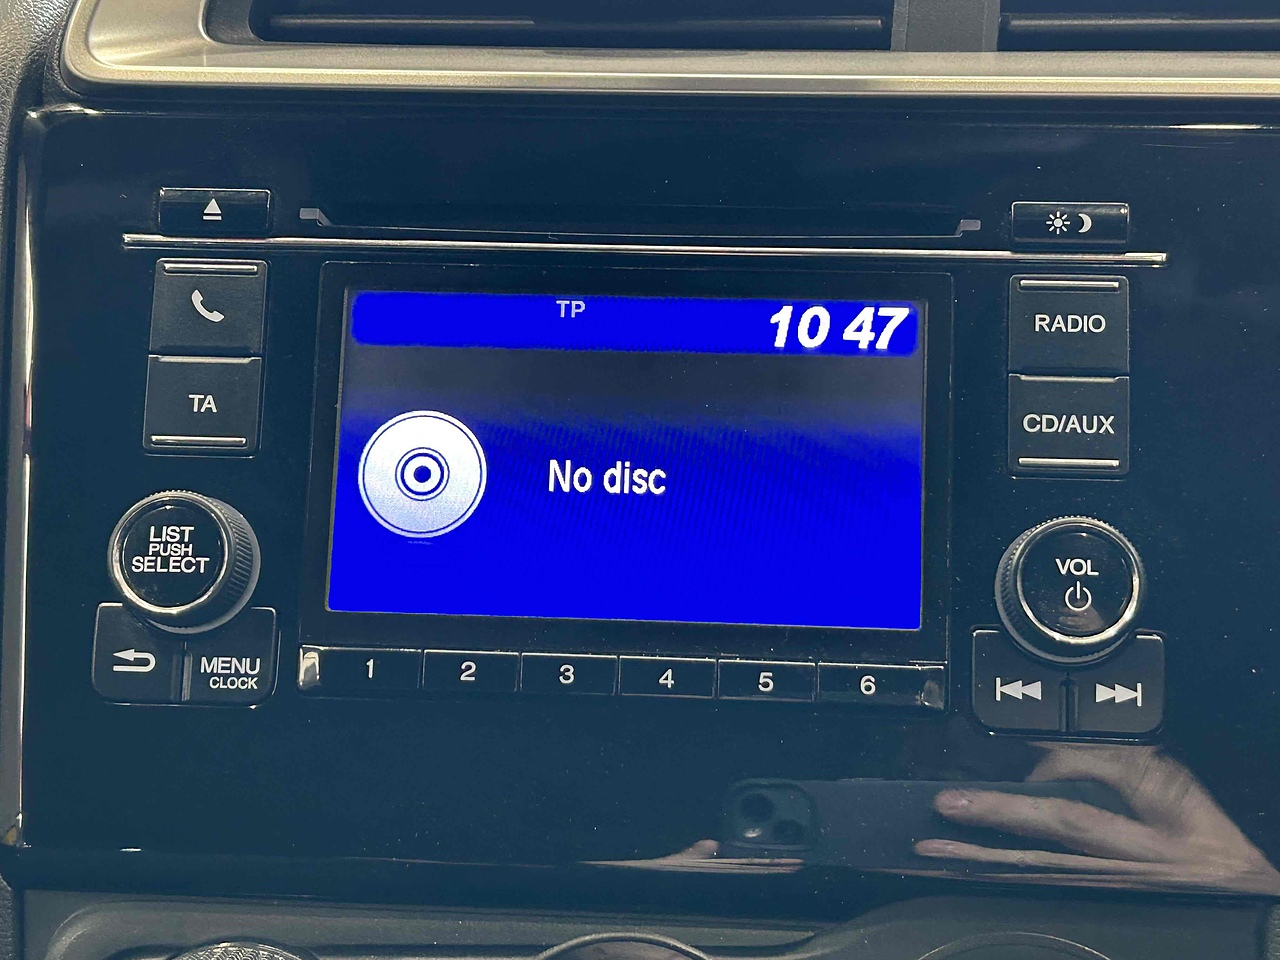 TP
10 47
No disc
TA
LIST
PUSH
SELECT
MENU
CLOCK
1 2 3 4 5 6
RADIO
CD/AUX
VOL